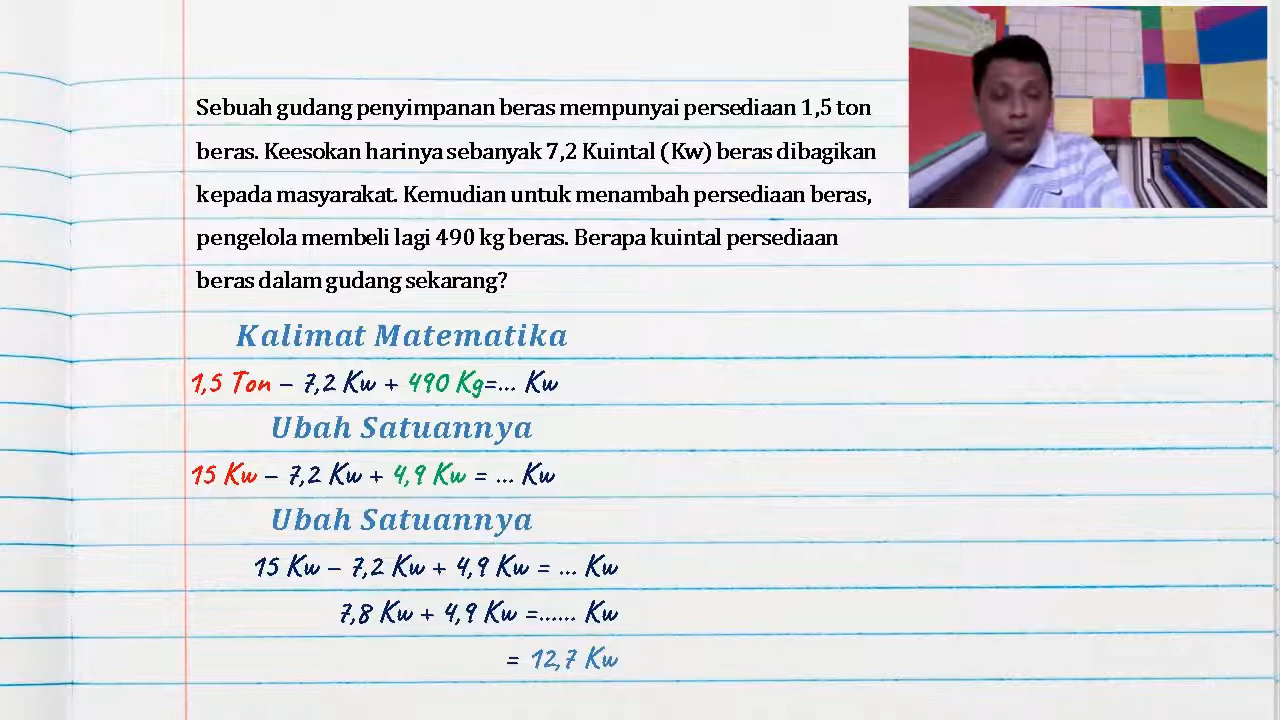 Sebuah gudang penyimpanan beras mempunyai persediaan 1,5 ton
beras. Keesokan harinya sebanyak 7,2 Kuintal (Kw) beras dibagikan
kepada masyarakat. Kemudian untuk menambah persediaan beras,
pengelola membeli lagi 490 kg beras. Berapa kuintal persediaan
beras dalam gudang sekarang?
Kalimat Matematika
1,5 Ton – 7,2 Kw + 490 Kg=... Kw
Ubah Satuannya
15 Kw – 7,2 Kw + 4,9 Kw = ... Kw
Ubah Satuannya
15 Kw – 7,2 Kw + 4,9 Kw = ... Kw
7,8 Kw + 4,9 Kw =...... Kw
= 12,7 Kw